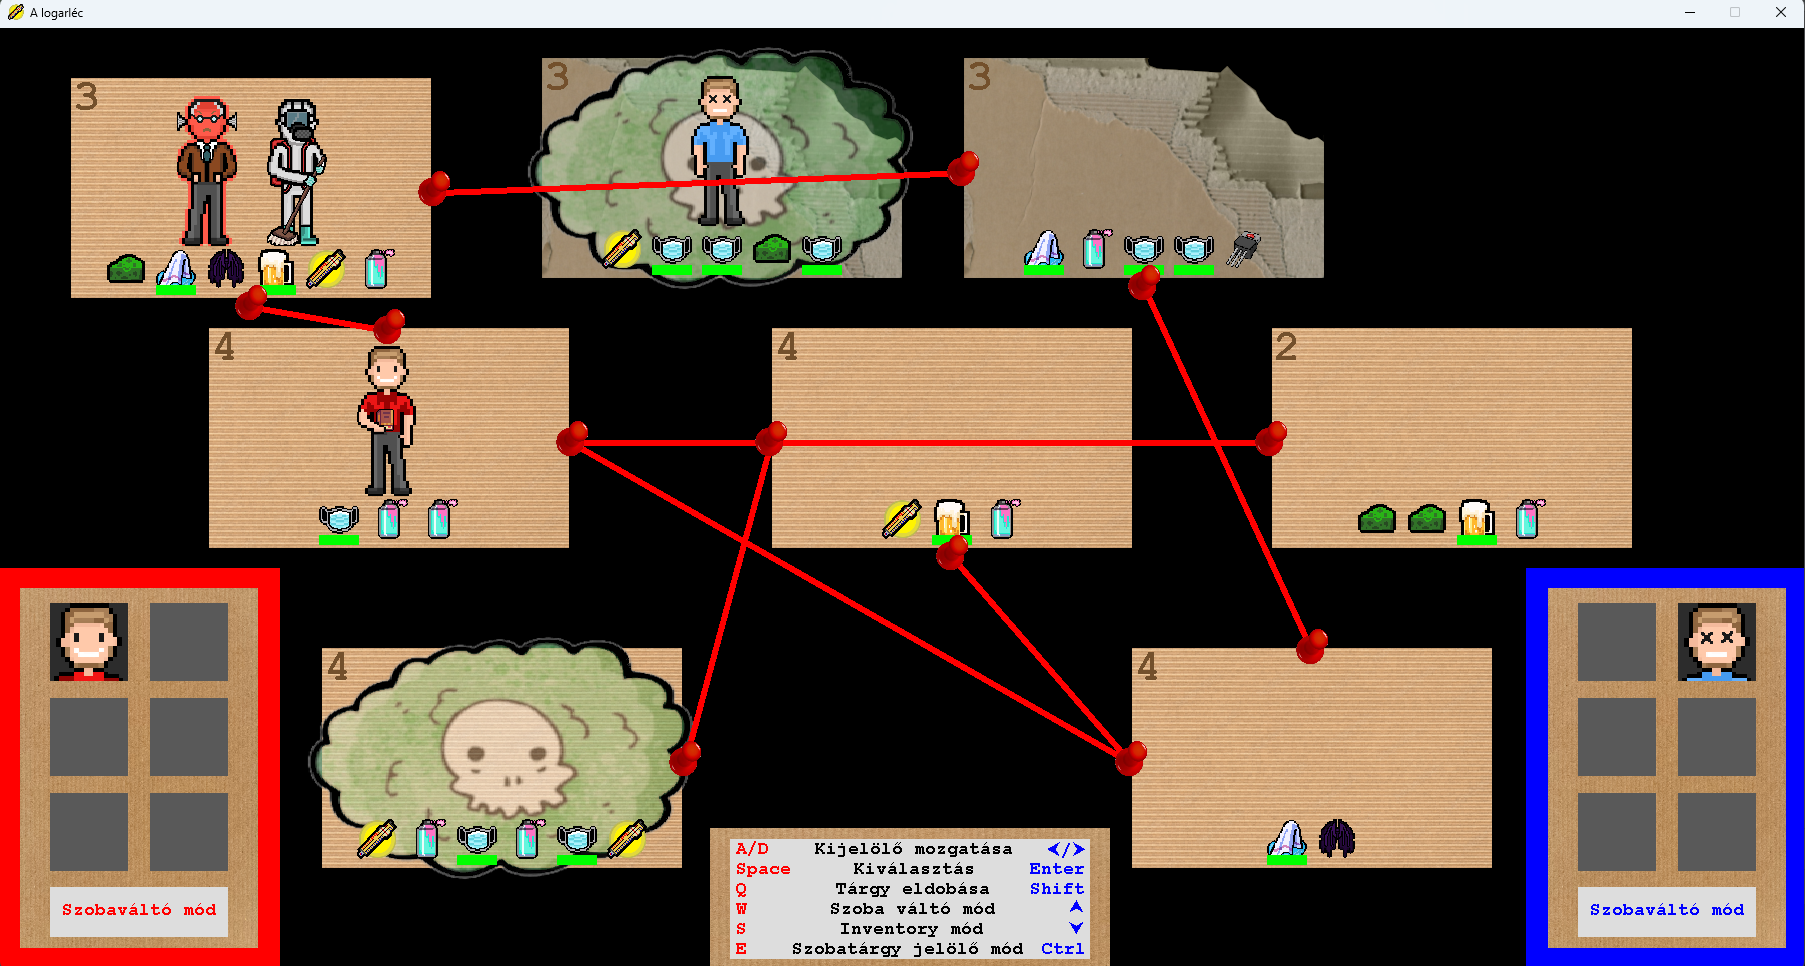 A logarléc
3
3
3
4
4
2
4
4
Szobaváltó mód
A/D Kijelölő mozgatása </>
Space Kiválasztás Enter
Q Tárgy eldobása Shift
W Szoba váltó mód
S Inventory mód
E Szobatárgy jelölő mód Ctrl
Szobaváltó mód